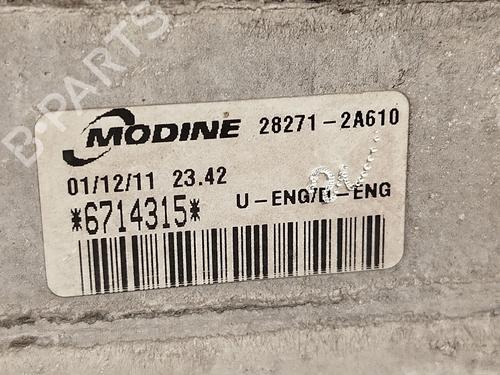 B-PARTS
MODINE 28271-2A610
01/12/11 23.42
*6714315* U-ENG/D-ENG